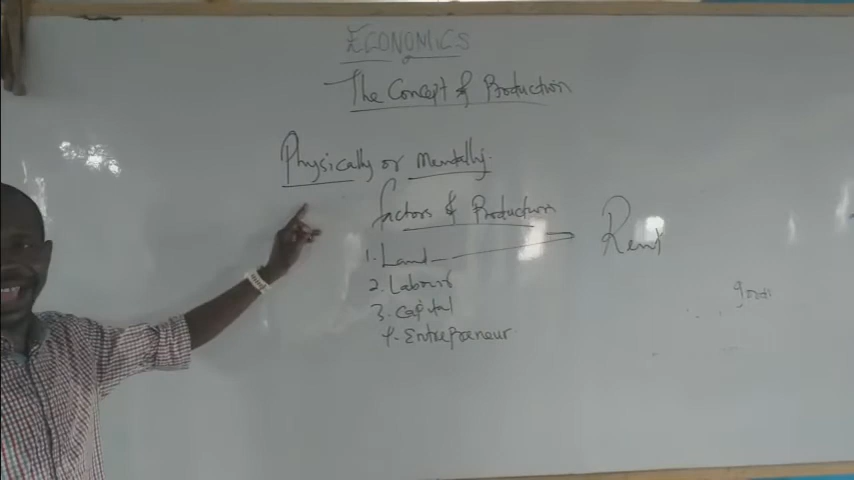 ECONOMICS
The Concept of Production
Physically or Mentally.
Factors of Production
1. Land Rent
2. Labour
3. Capital
4. Entrepreneur